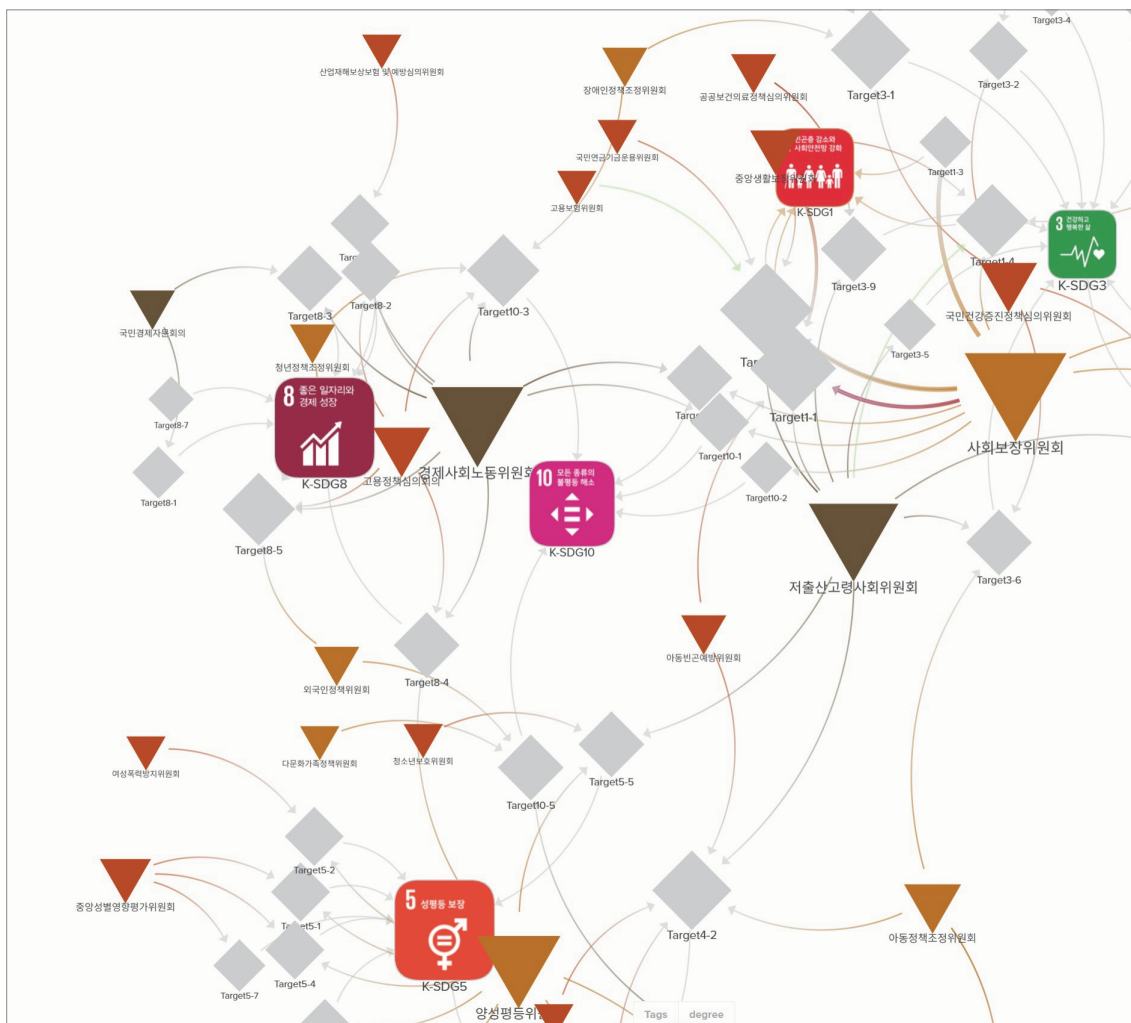 Target3-4
산업재해보상보험 및 예방심의위원회
장애인정책조정위원회
공공보건의료정책심의위원회
Target3-1
Target3-2
국민연금기금운용위원회
빈곤층 감소와
사회안전망 강화
중앙생활보장위원회
K-SDG1
Target1-3
고용보험위원회
3 건강하고
행복한 삶
K-SDG3
Target1-4
Target8-2
Target8-3
Target10-3
Target3-9
국민건강증진정책심의위원회
국민경제자문회의
청년정책조정위원회
Target3-5
8 좋은 일자리와
경제 성장
K-SDG8
Target8-7
Target8-1
고용정책심의회의
경제사회노동위원회
Target1-1
Target10-1
Target10-2
사회보장위원회
10 모든 종류의
불평등 해소
K-SDG10
Target8-5
저출산고령사회위원회
Target3-6
아동빈곤예방위원회
Target8-4
외국인정책위원회
다문화가족정책위원회
청소년보호위원회
여성폭력방지위원회
Target10-5
Target5-5
Target5-2
중앙성별영향평가위원회
Target5-1
Target5-4
Target5-7
5 성평등 보장
K-SDG5
Target4-2
아동정책조정위원회
양성평등위원회
Tags
degree